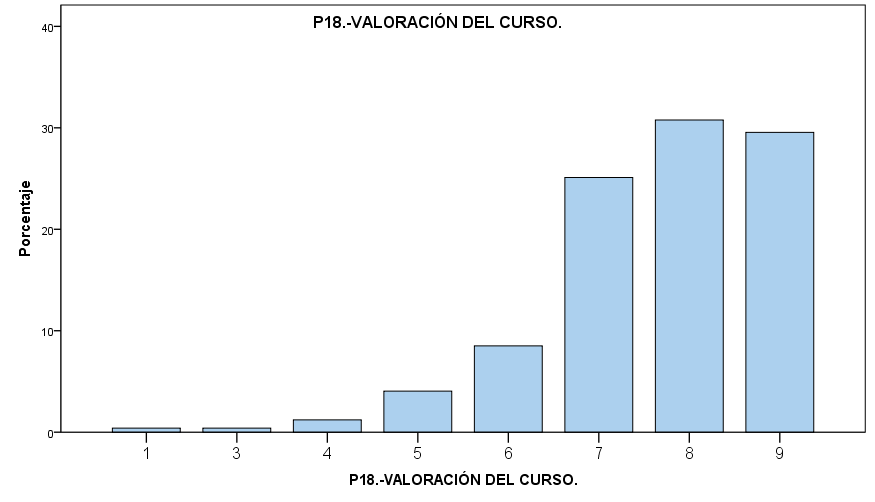 P18.-VALORACIÓN DEL CURSO.
40
30
20
10
0
Porcentaje
1 3 4 5 6 7 8 9
P18.-VALORACIÓN DEL CURSO.